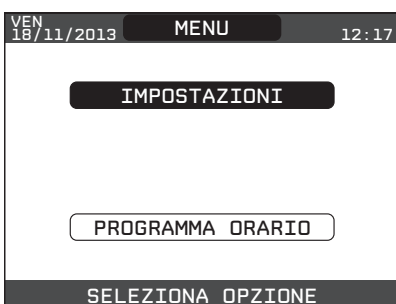 VEN
18/11/2013 MENU 12:17
IMPOSTAZIONI
PROGRAMMA ORARIO
SELEZIONA OPZIONE